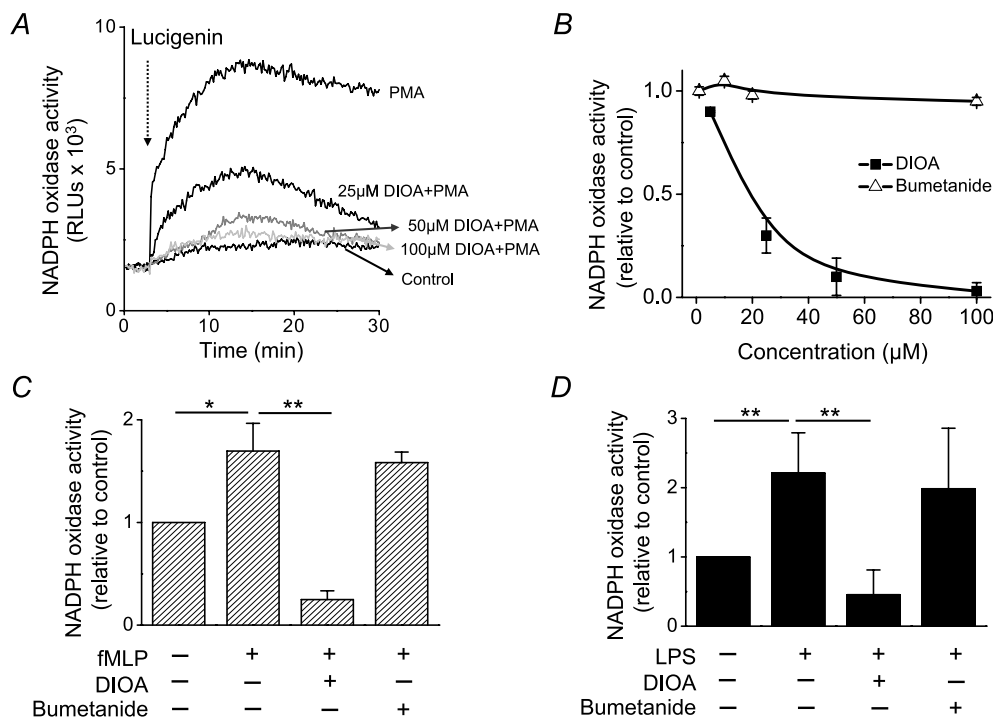 A
Lucigenin
NADPH oxidase activity
(RLUs x 10³)
10
5
0
PMA
25µM DIOA+PMA
50µM DIOA+PMA
100µM DIOA+PMA
Control
0 10 20 30
Time (min)
B
NADPH oxidase activity
(relative to control)
1.0
0.5
0.0
DIOA
Bumetanide
0 20 40 60 80 100
Concentration (µM)
C
NADPH oxidase activity
(relative to control)
2
1
0
* **
fMLP − + + +
DIOA +
Bumetanide +
D
NADPH oxidase activity
(relative to control)
3
2
1
0
** **
LPS − + + +
DIOA − − + −
Bumetanide − − − +